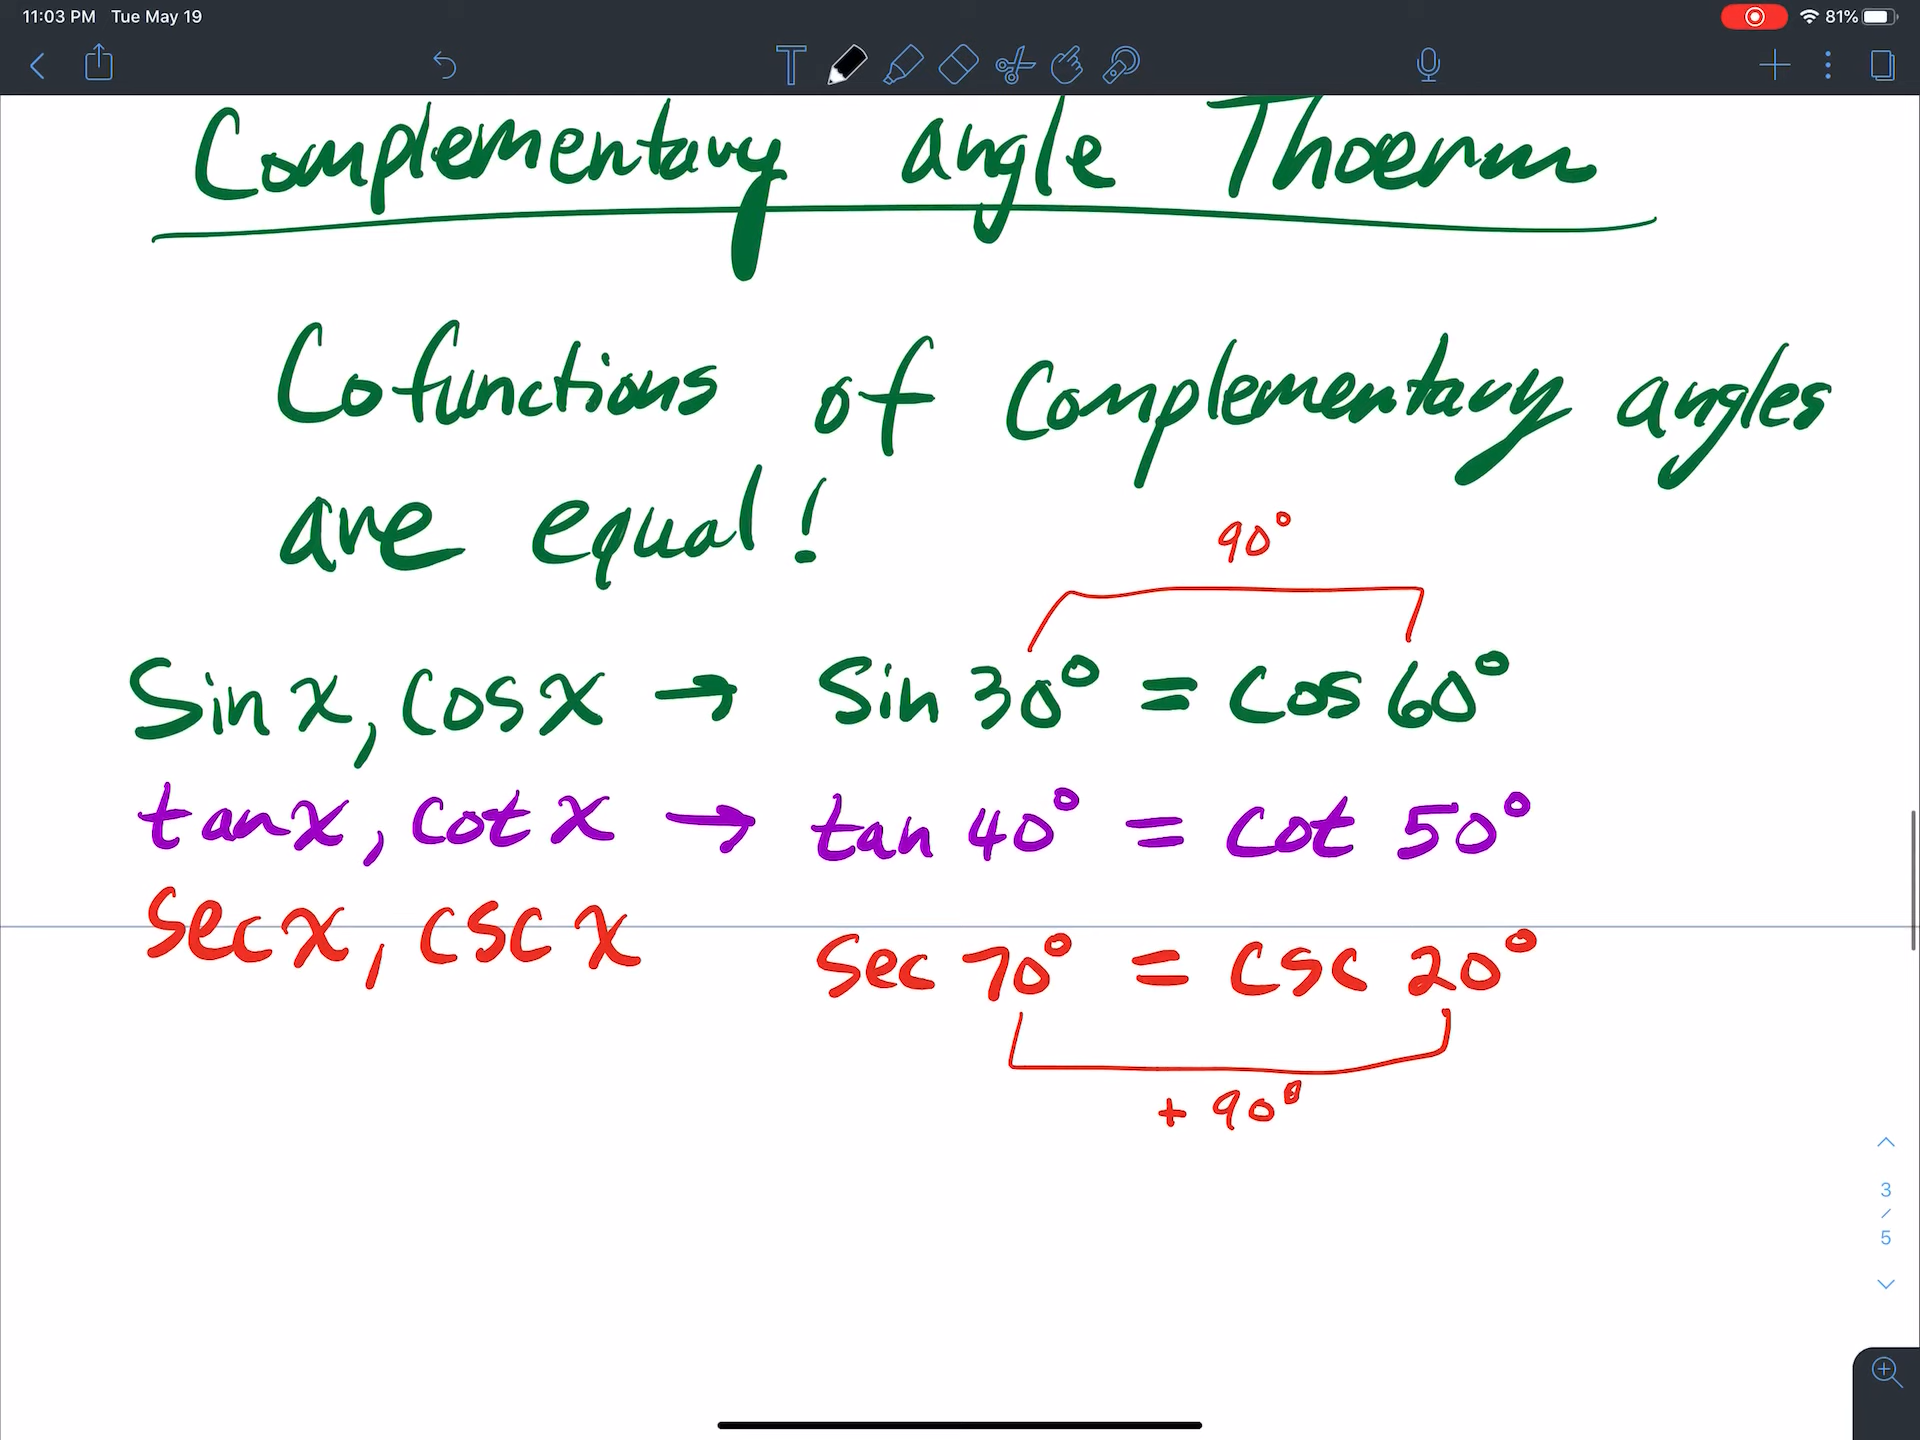 11:03 PM Tue May 19
81%
Complementary angle Thoerm
Cofunctions of complementary angles
are equal!
90°
Sin x, cos x → Sin 30° = Cos 60°
tan x, cot x → tan 40° = cot 50°
Sec x, csc x
Sec 70° = csc 20°
+ 90°
3
/
5